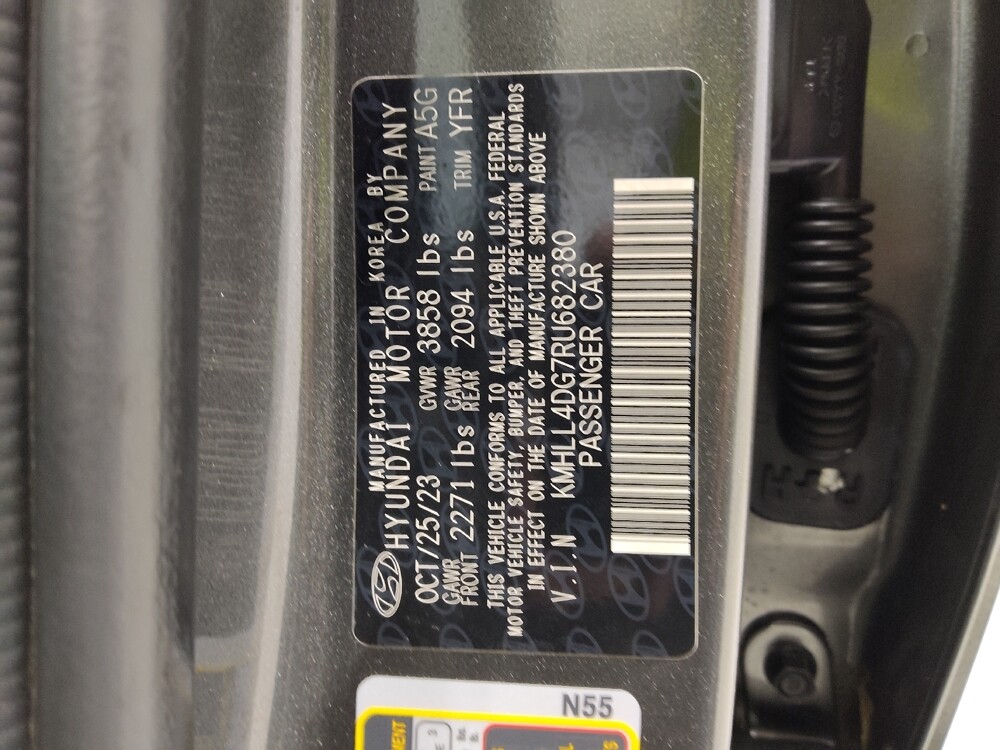 MANUFACTURED IN KOREA BY
HYUNDAI MOTOR COMPANY
OCT/25/23 GVWR 3858 lbs PAINT A5G
GAWR FRONT 2271 lbs GAWR REAR 2094 lbs TRIM YFR
THIS VEHICLE CONFORMS TO ALL APPLICABLE U.S.A. FEDERAL
MOTOR VEHICLE SAFETY, BUMPER, AND THEFT PREVENTION STANDARDS
IN EFFECT ON THE DATE OF MANUFACTURE SHOWN ABOVE
V.I.N KMHLL4DG7RU682380
PASSENGER CAR
N55